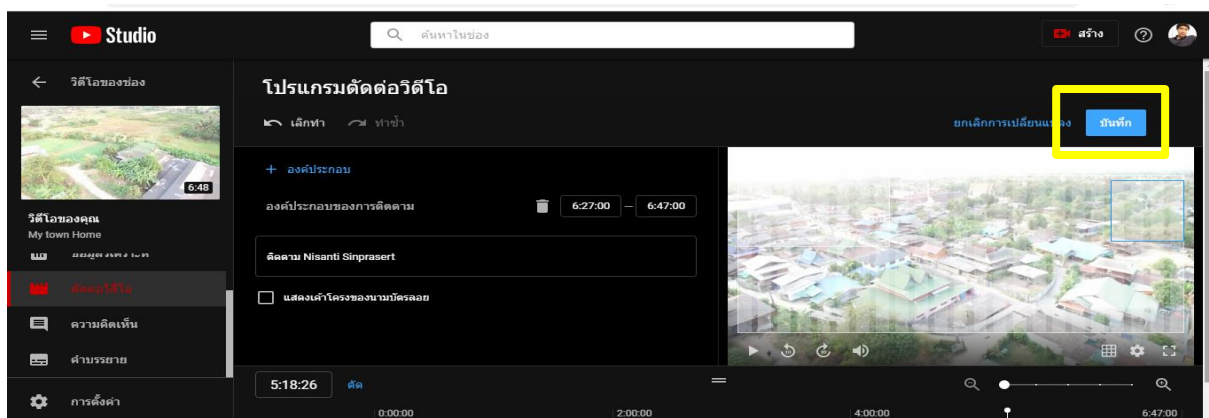 Studio
ค้นหาในช่อง
สร้าง
วิดีโอของช่อง
โปรแกรมตัดต่อวิดีโอ
เลิกทำ
ทำซ้ำ
ยกเลิกการเปลี่ยนแปลง
บันทึก
6:48
องค์ประกอบ
องค์ประกอบของการติดตาม
6:27:00 – 6:47:00
วิดีโอของคุณ
My town Home
ติดตาม Nisanti Sinprasert
ตัดต่อวิดีโอ
แสดงเค้าโครงของนามบัตรลอย
ความคิดเห็น
คำบรรยาย
5:18:26
ตัด
การตั้งค่า
0:00:00
2:00:00
4:00:00
6:47:00